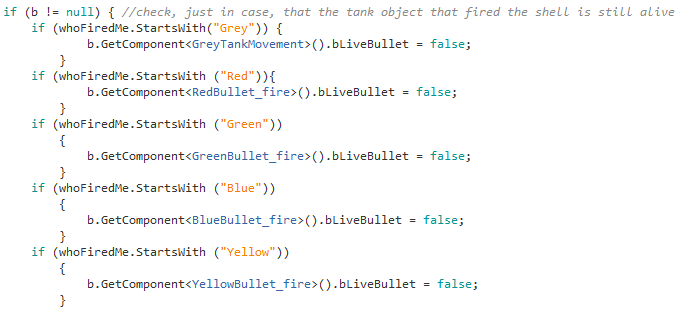 if (b != null) { //check, just in case, that the tank object that fired the shell is still alive
if (whoFiredMe.StartsWith("Grey")) {
b.GetComponent<GreyTankMovement>().bLiveBullet = false;
}
if (whoFiredMe.StartsWith ("Red")){
b.GetComponent<RedBullet_fire>().bLiveBullet = false;
}
if (whoFiredMe.StartsWith ("Green"))
{
b.GetComponent<GreenBullet_fire>().bLiveBullet = false;
}
if (whoFiredMe.StartsWith ("Blue"))
{
b.GetComponent<BlueBullet_fire>().bLiveBullet = false;
}
if (whoFiredMe.StartsWith ("Yellow"))
{
b.GetComponent<YellowBullet_fire>().bLiveBullet = false;
}